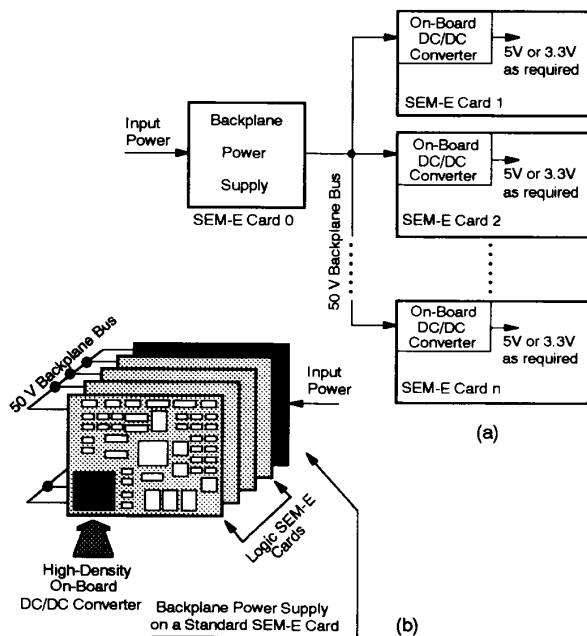 On-Board
DC/DC
Converter
5V or 3.3V
as required
SEM-E Card 1
Input
Power
Backplane
Power
Supply
SEM-E Card 0
On-Board
DC/DC
Converter
5V or 3.3V
as required
SEM-E Card 2
50 V Backplane Bus
On-Board
DC/DC
Converter
5V or 3.3V
as required
SEM-E Card n
(a)
50 V Backplane Bus
Input
Power
Logic SEM-E
Cards
High-Density
On-Board
DC/DC Converter
Backplane Power Supply
on a Standard SEM-E Card
(b)